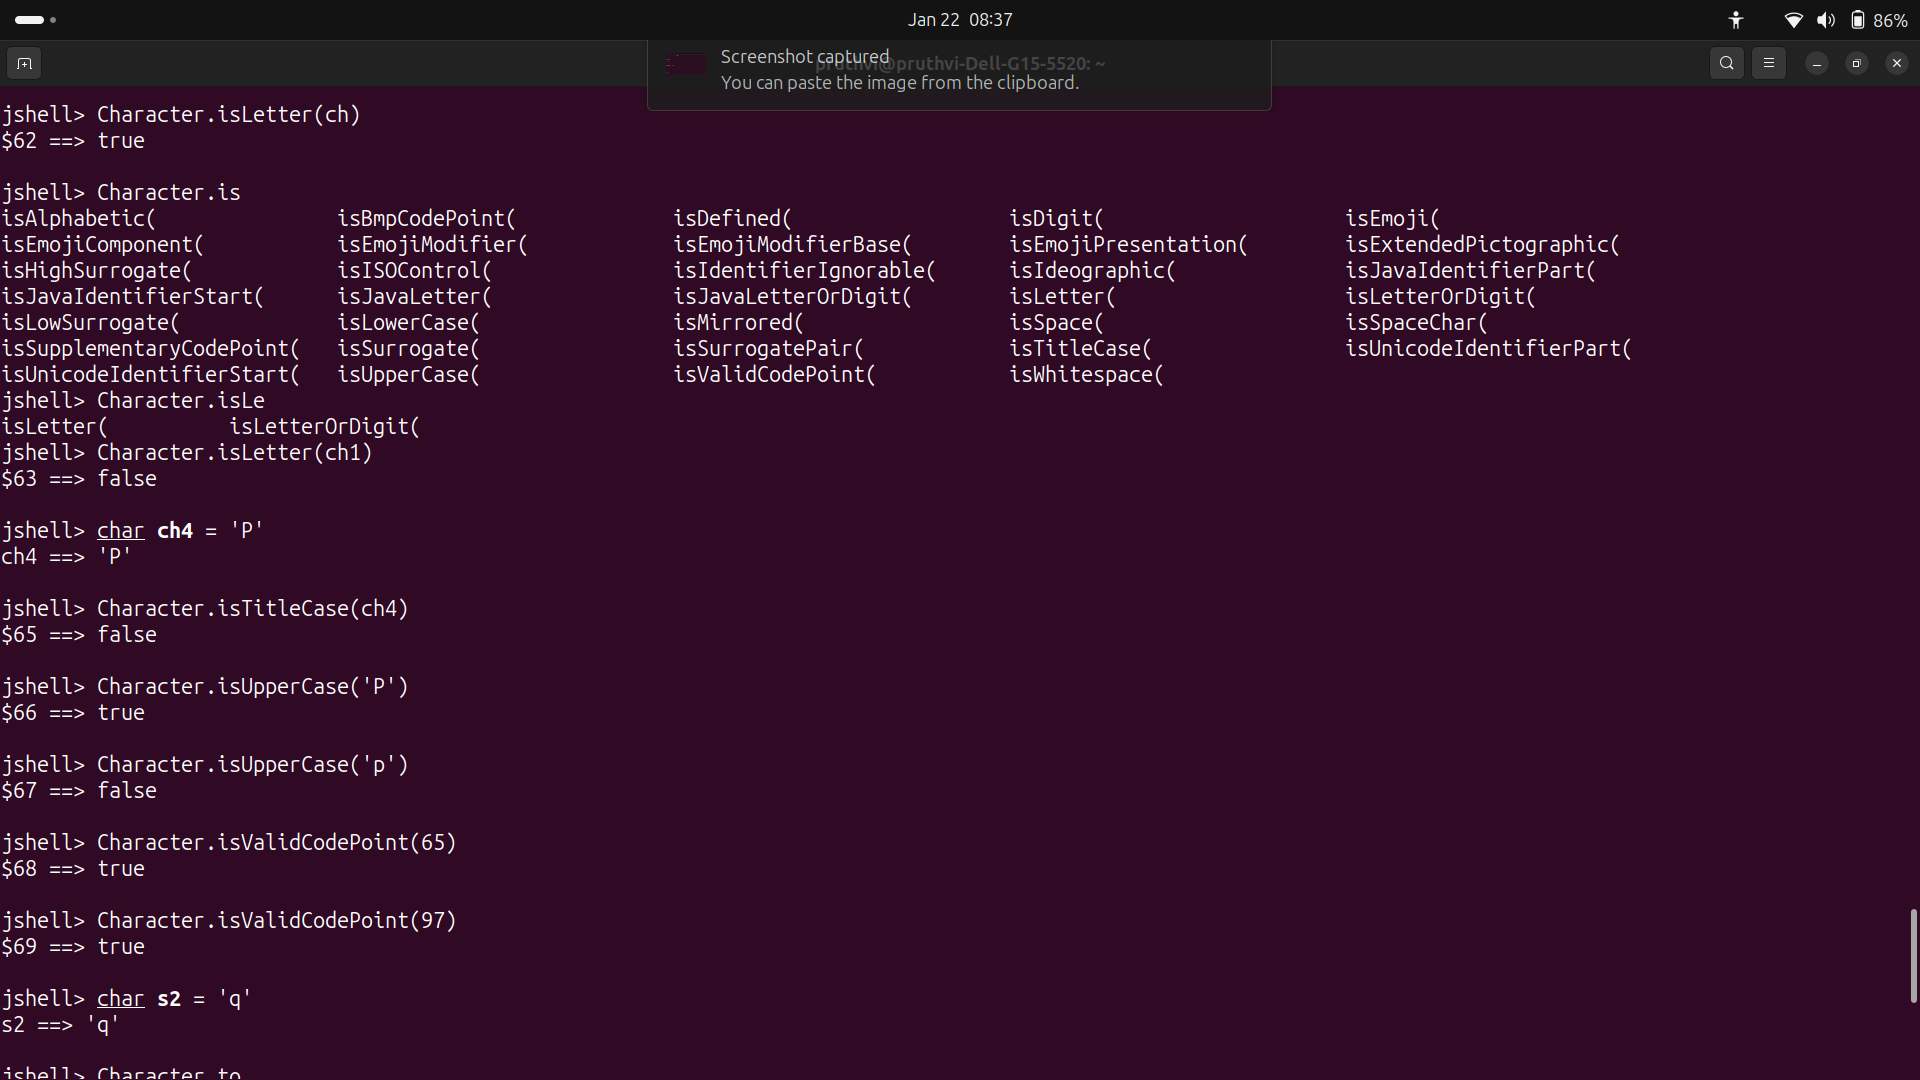 Jan 22  08:37
86%
Screenshot captured
pruthvi@pruthvi-Dell-G15-5520: ~
You can paste the image from the clipboard.
jshell> Character.isLetter(ch)
$62 ==> true
jshell> Character.is
isAlphabetic( isBmpCodePoint( isDefined( isDigit( isEmoji(
isEmojiComponent( isEmojiModifier( isEmojiModifierBase( isEmojiPresentation( isExtendedPictographic(
isHighSurrogate( isISOControl( isIdentifierIgnorable( isIdeographic( isJavaIdentifierPart(
isJavaIdentifierStart( isJavaLetter( isJavaLetterOrDigit( isLetter( isLetterOrDigit(
isLowSurrogate( isLowerCase( isMirrored( isSpace( isSpaceChar(
isSupplementaryCodePoint( isSurrogate( isSurrogatePair( isTitleCase( isUnicodeIdentifierPart(
isUnicodeIdentifierStart( isUpperCase( isValidCodePoint( isWhitespace(
jshell> Character.isLe
isLetter( isLetterOrDigit(
jshell> Character.isLetter(ch1)
$63 ==> false
jshell> char ch4 = 'P'
ch4 ==> 'P'
jshell> Character.isTitleCase(ch4)
$65 ==> false
jshell> Character.isUpperCase('P')
$66 ==> true
jshell> Character.isUpperCase('p')
$67 ==> false
jshell> Character.isValidCodePoint(65)
$68 ==> true
jshell> Character.isValidCodePoint(97)
$69 ==> true
jshell> char s2 = 'q'
s2 ==> 'q'
jshell> Character.to